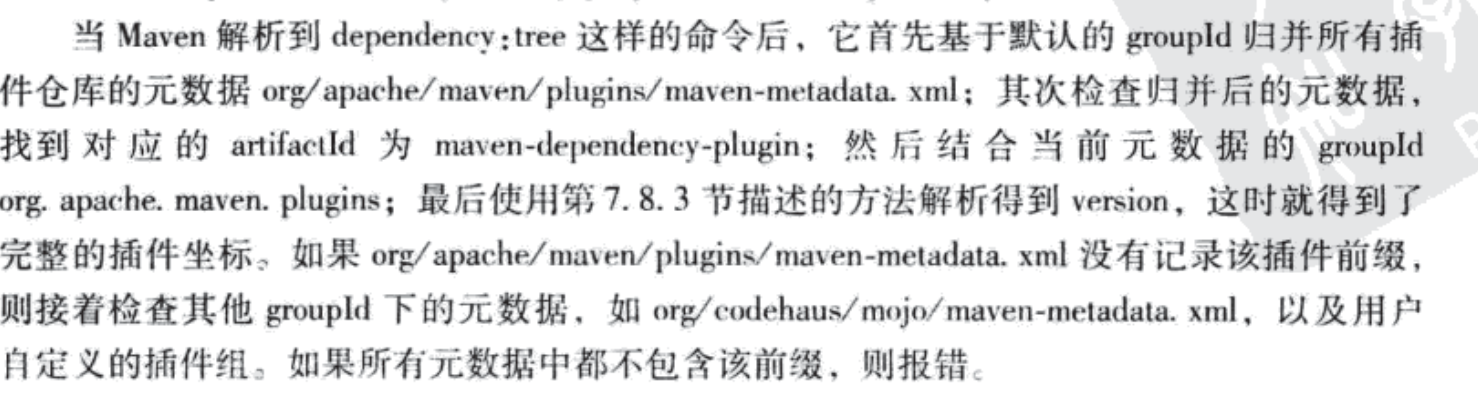 当 Maven 解析到 dependency:tree 这样的命令后，它首先基于默认的 groupId 归并所有插
件仓库的元数据 org/apache/maven/plugins/maven-metadata. xml；其次检查归并后的元数据，
找到对应的 artifactId 为 maven-dependency-plugin；然后结合当前元数据的 groupId
org. apache. maven. plugins；最后使用第 7. 8. 3 节描述的方法解析得到 version，这时就得到了
完整的插件坐标。如果 org/apache/maven/plugins/maven-metadata. xml 没有记录该插件前缀，
则接着检查其他 groupId 下的元数据，如 org/codehaus/mojo/maven-metadata. xml，以及用户
自定义的插件组。如果所有元数据中都不包含该前缀，则报错。